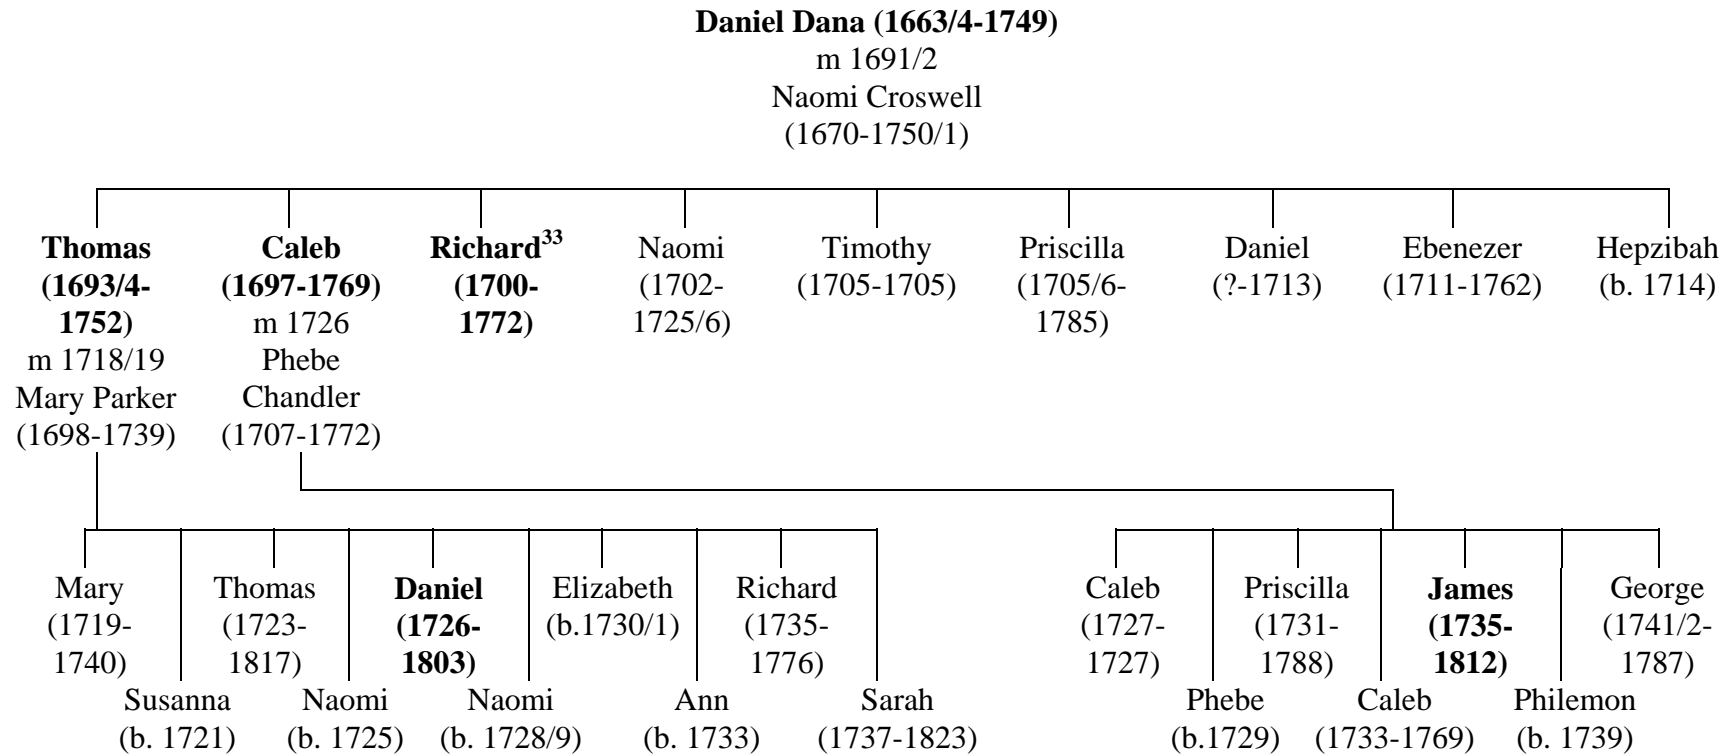 Daniel Dana (1663/4-1749)
m 1691/2
Naomi Croswell
(1670-1750/1)
Thomas
(1693/4-
1752)
m 1718/19
Mary Parker
(1698-1739)
Caleb
(1697-1769)
m 1726
Phebe
Chandler
(1707-1772)
Richard33
(1700-
1772)
Naomi
(1702-
1725/6)
Timothy
(1705-1705)
Priscilla
(1705/6-
1785)
Daniel
(?-1713)
Ebenezer
(1711-1762)
Hepzibah
(b. 1714)
Mary
(1719-
1740)
Susanna
(b. 1721)
Thomas
(1723-
1817)
Naomi
(b. 1725)
Daniel
(1726-
1803)
Naomi
(b. 1728/9)
Elizabeth
(b.1730/1)
Ann
(b. 1733)
Richard
(1735-
1776)
Sarah
(1737-1823)
Caleb
(1727-
1727)
Phebe
(b.1729)
Priscilla
(1731-
1788)
Caleb
(1733-1769)
James
(1735-
1812)
Philemon
(b. 1739)
George
(1741/2-
1787)